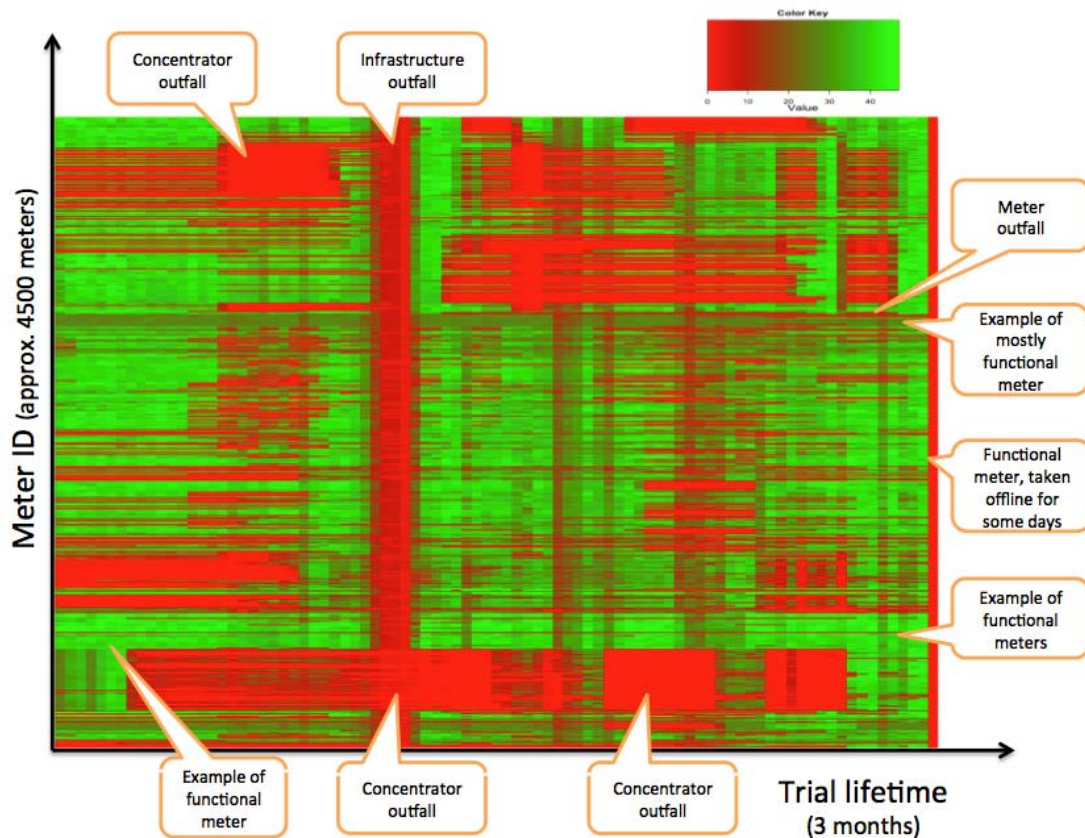 Color Key
0
10
20
30
40
Value
Concentrator
outfall
Infrastructure
outfall
Meter
outfall
Example of
mostly
functional
meter
Functional
meter, taken
offline for
some days
Example of
functional
meters
Meter ID (approx. 4500 meters)
Example of
functional
meter
Concentrator
outfall
Concentrator
outfall
Trial lifetime
(3 months)